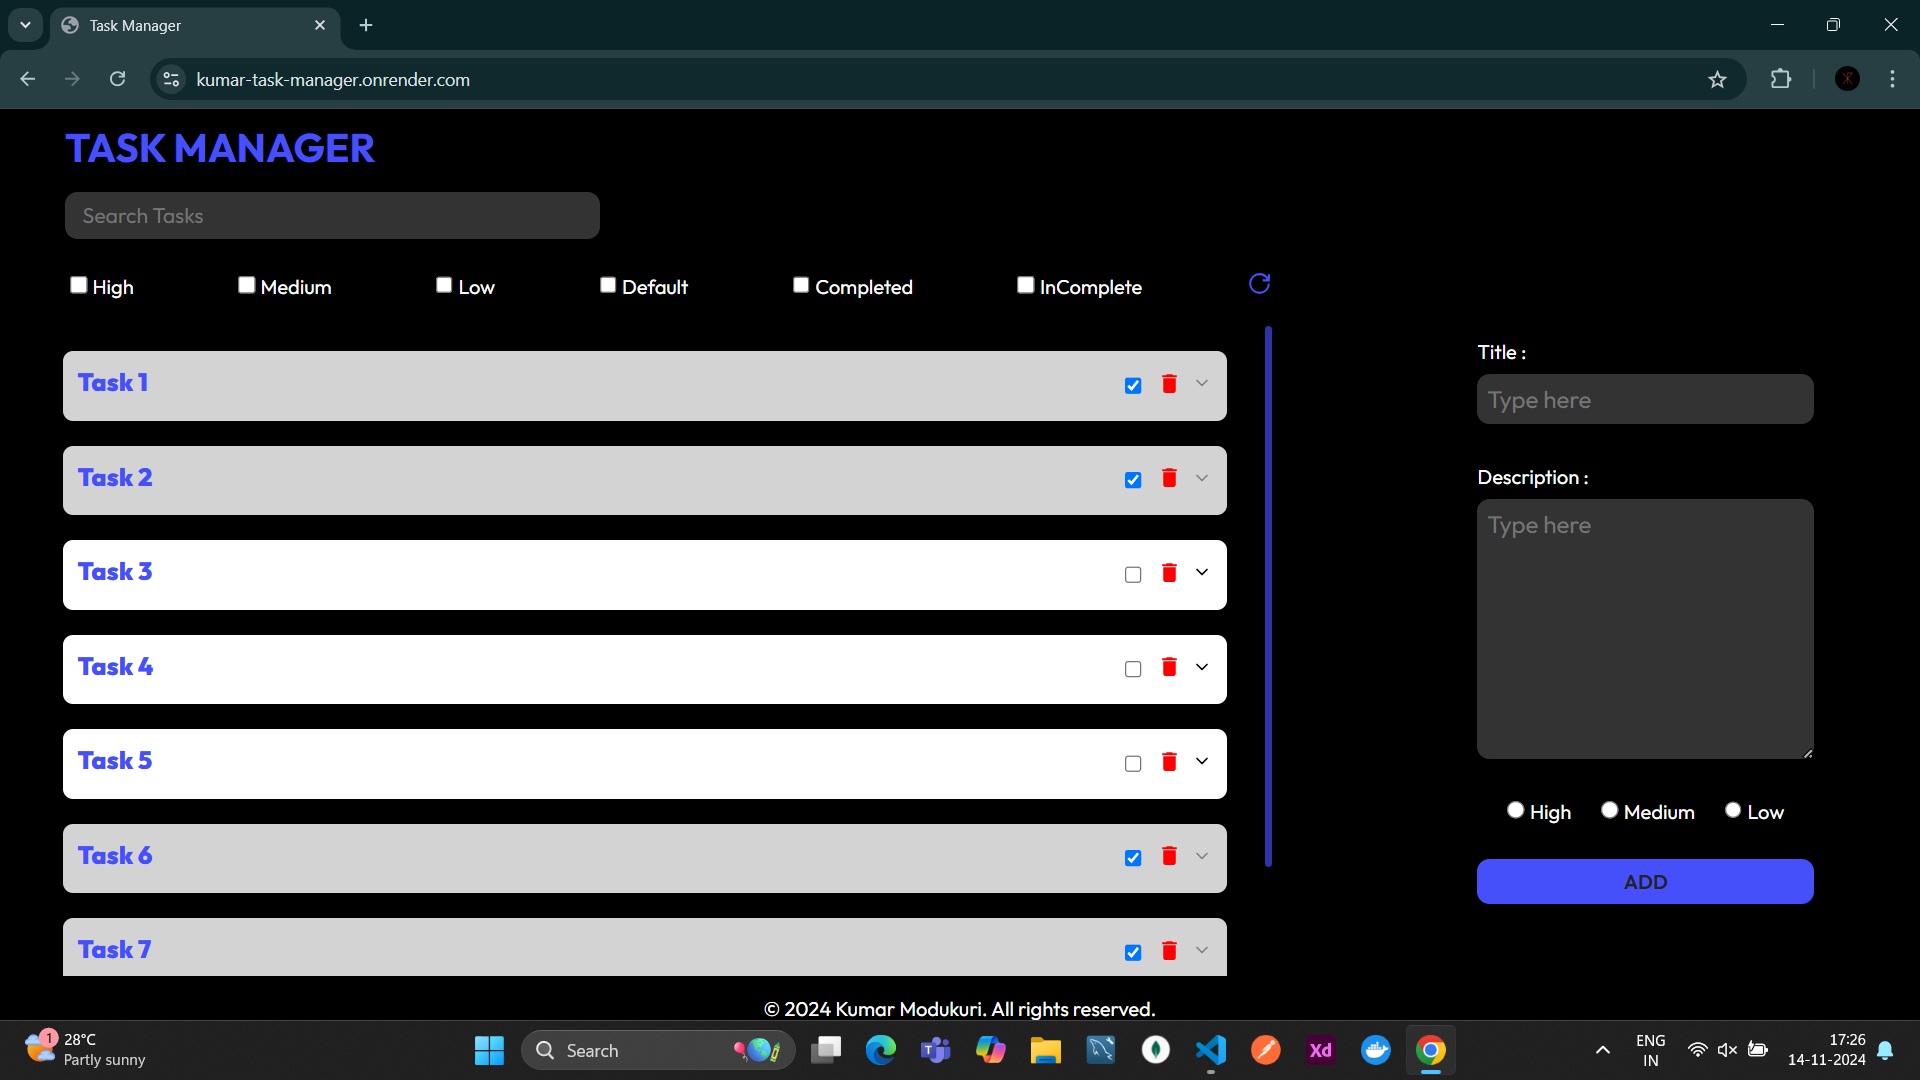 Task Manager
kumar-task-manager.onrender.com
TASK MANAGER
Search Tasks
High Medium Low Default Completed InComplete
Task 1
Task 2
Task 3
Task 4
Task 5
Task 6
Task 7
Title :
Type here
Description :
Type here
High Medium Low
ADD
© 2024 Kumar Modukuri. All rights reserved.
1
28°C
Partly sunny
Search
T
Xd
ENG
IN
17:26
14-11-2024